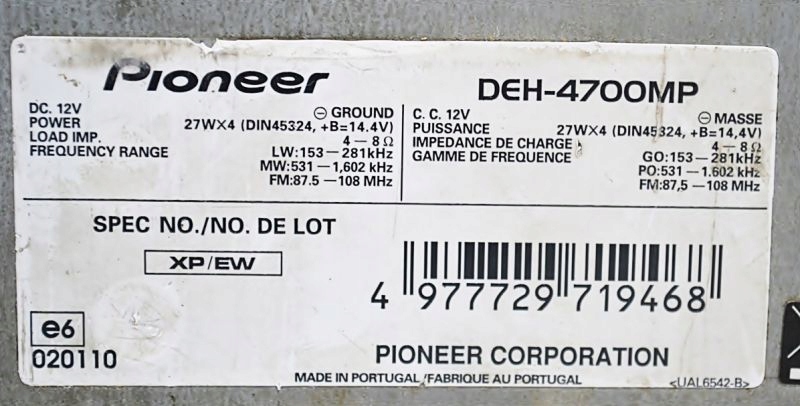 Pioneer
DEH-4700MP
DC. 12V
⊖ GROUND
POWER 27W×4 (DIN45324, +B=14.4V)
LOAD IMP. 4–8Ω
FREQUENCY RANGE LW:153–281kHz
MW:531–1,602 kHz
FM:87.5–108 MHz
C. C. 12V
⊖ MASSE
PUISSANCE 27W×4 (DIN45324, +B=14,4V)
IMPEDANCE DE CHARGE 4–8Ω
GAMME DE FREQUENCE GO:153–281kHz
PO:531–1.602 kHz
FM:87,5–108 MHz
SPEC NO./NO. DE LOT
XP/EW
4 977729 719468
e6
020110
PIONEER CORPORATION
MADE IN PORTUGAL/FABRIQUE AU PORTUGAL
<UAL6542-B>